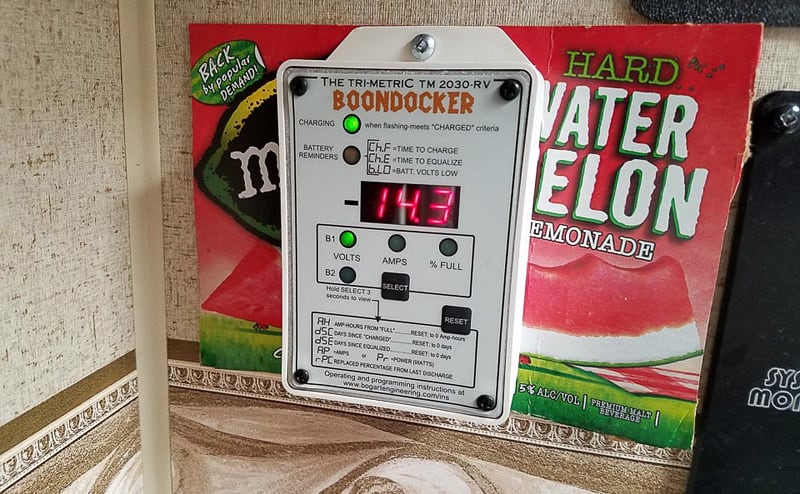 BACK
by popular
DEMAND!
m
HARD
WATER
MELON
LEMONADE
5% ALC/VOL | PREMIUM MALT BEVERAGE
THE TRI-METRIC TM 2030-RV
BOONDOCKER
CHARGING
when flashing-meets "CHARGED" criteria
BATTERY
REMINDERS
Ch.F =TIME TO CHARGE
Ch.E =TIME TO EQUALIZE
b.LO =BATT. VOLTS LOW
14.3
B1
VOLTS
AMPS
% FULL
B2
SELECT
Hold SELECT 3
seconds to view
RESET
AH AMP-HOURS FROM "FULL"..........RESET: to 0 Amp-hours
dSC DAYS SINCE "CHARGED"..........RESET: to 0 days
dSE DAYS SINCE EQUALIZED..........RESET: to 0 days
AP =AMPS or Pr =POWER (WATTS)
rPC REPLACED PERCENTAGE FROM LAST DISCHARGE
Operating and programming instructions at
www.bogartengineering.com/ins
SYS
MON